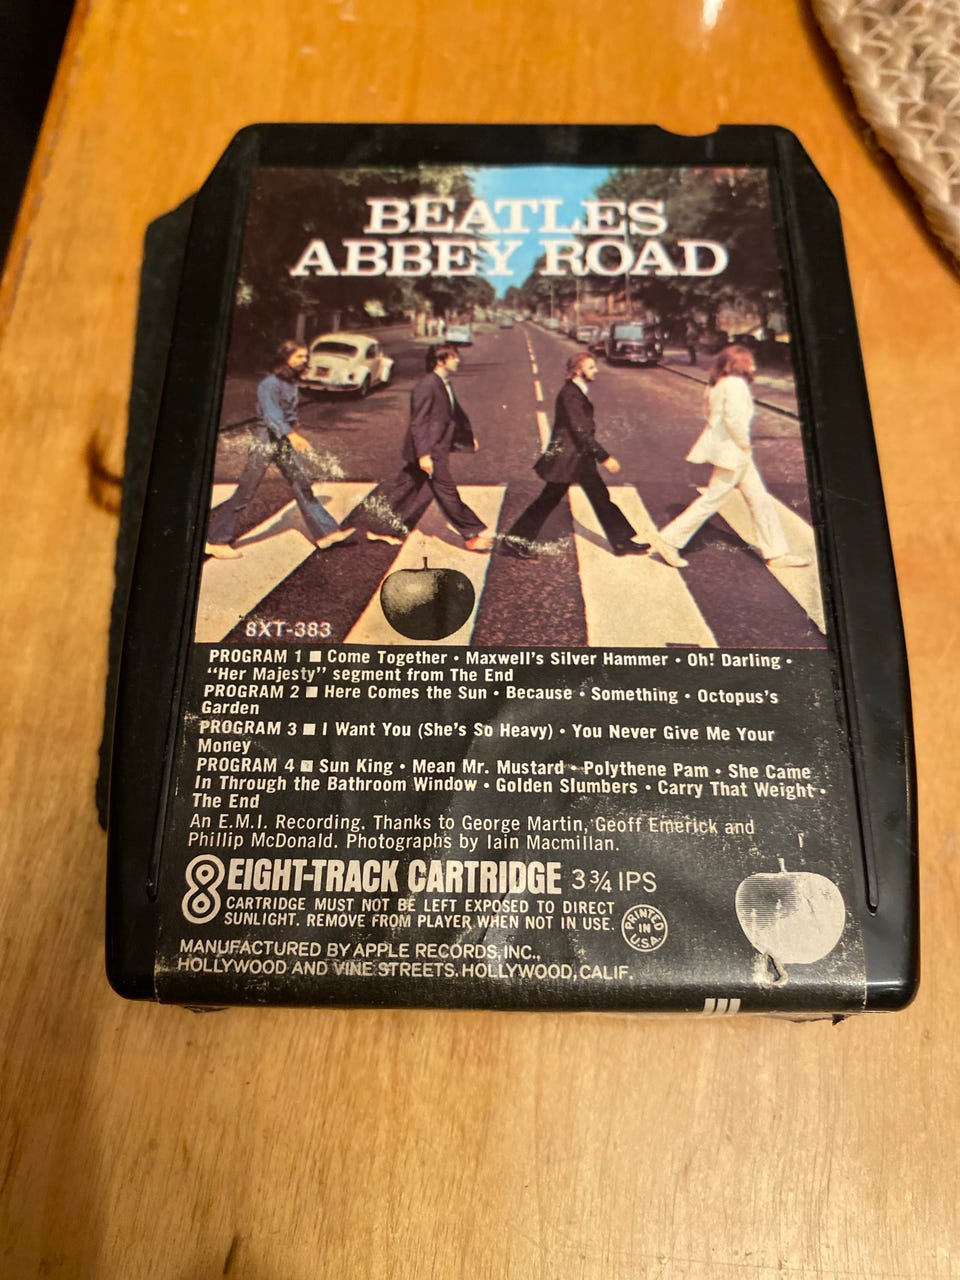 BEATLES
ABBEY ROAD
8XT-383
PROGRAM 1 ■ Come Together • Maxwell's Silver Hammer • Oh! Darling •
"Her Majesty" segment from The End
PROGRAM 2 ■ Here Comes the Sun • Because • Something • Octopus's
Garden
PROGRAM 3 ■ I Want You (She's So Heavy) • You Never Give Me Your
Money
PROGRAM 4 ■ Sun King • Mean Mr. Mustard • Polythene Pam • She Came
In Through the Bathroom Window • Golden Slumbers • Carry That Weight •
The End
An E.M.I. Recording. Thanks to George Martin, Geoff Emerick and
Phillip McDonald. Photographs by Iain Macmillan.
8 EIGHT-TRACK CARTRIDGE 3 3/4 IPS
CARTRIDGE MUST NOT BE LEFT EXPOSED TO DIRECT
SUNLIGHT. REMOVE FROM PLAYER WHEN NOT IN USE.
PRINTED
IN
U.S.A.
MANUFACTURED BY APPLE RECORDS, INC.,
HOLLYWOOD AND VINE STREETS. HOLLYWOOD, CALIF.